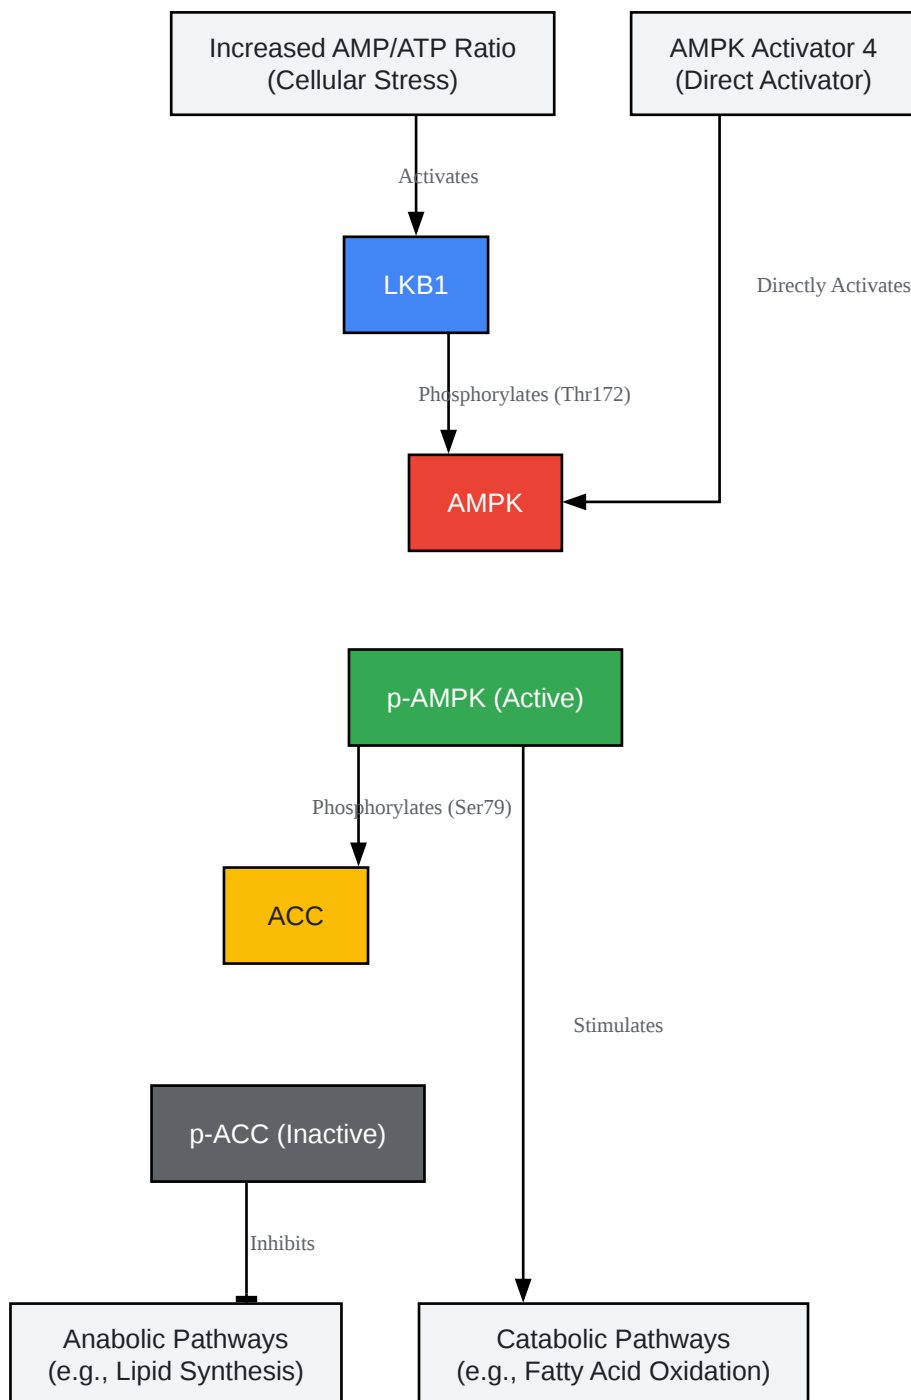 Increased AMP/ATP Ratio
(Cellular Stress)
AMPK Activator 4
(Direct Activator)
Activates
LKB1
Directly Activates
Phosphorylates (Thr172)
AMPK
p-AMPK (Active)
Phosphorylates (Ser79)
ACC
Stimulates
p-ACC (Inactive)
Inhibits
Anabolic Pathways
(e.g., Lipid Synthesis)
Catabolic Pathways
(e.g., Fatty Acid Oxidation)